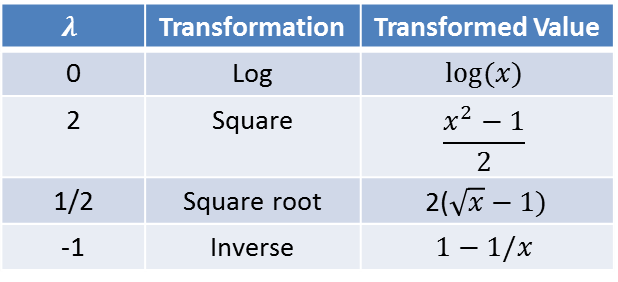 λ Transformation Transformed Value
0 Log log(x)
2 Square x² − 1
2
1/2 Square root 2(√x − 1)
-1 Inverse 1 − 1/x